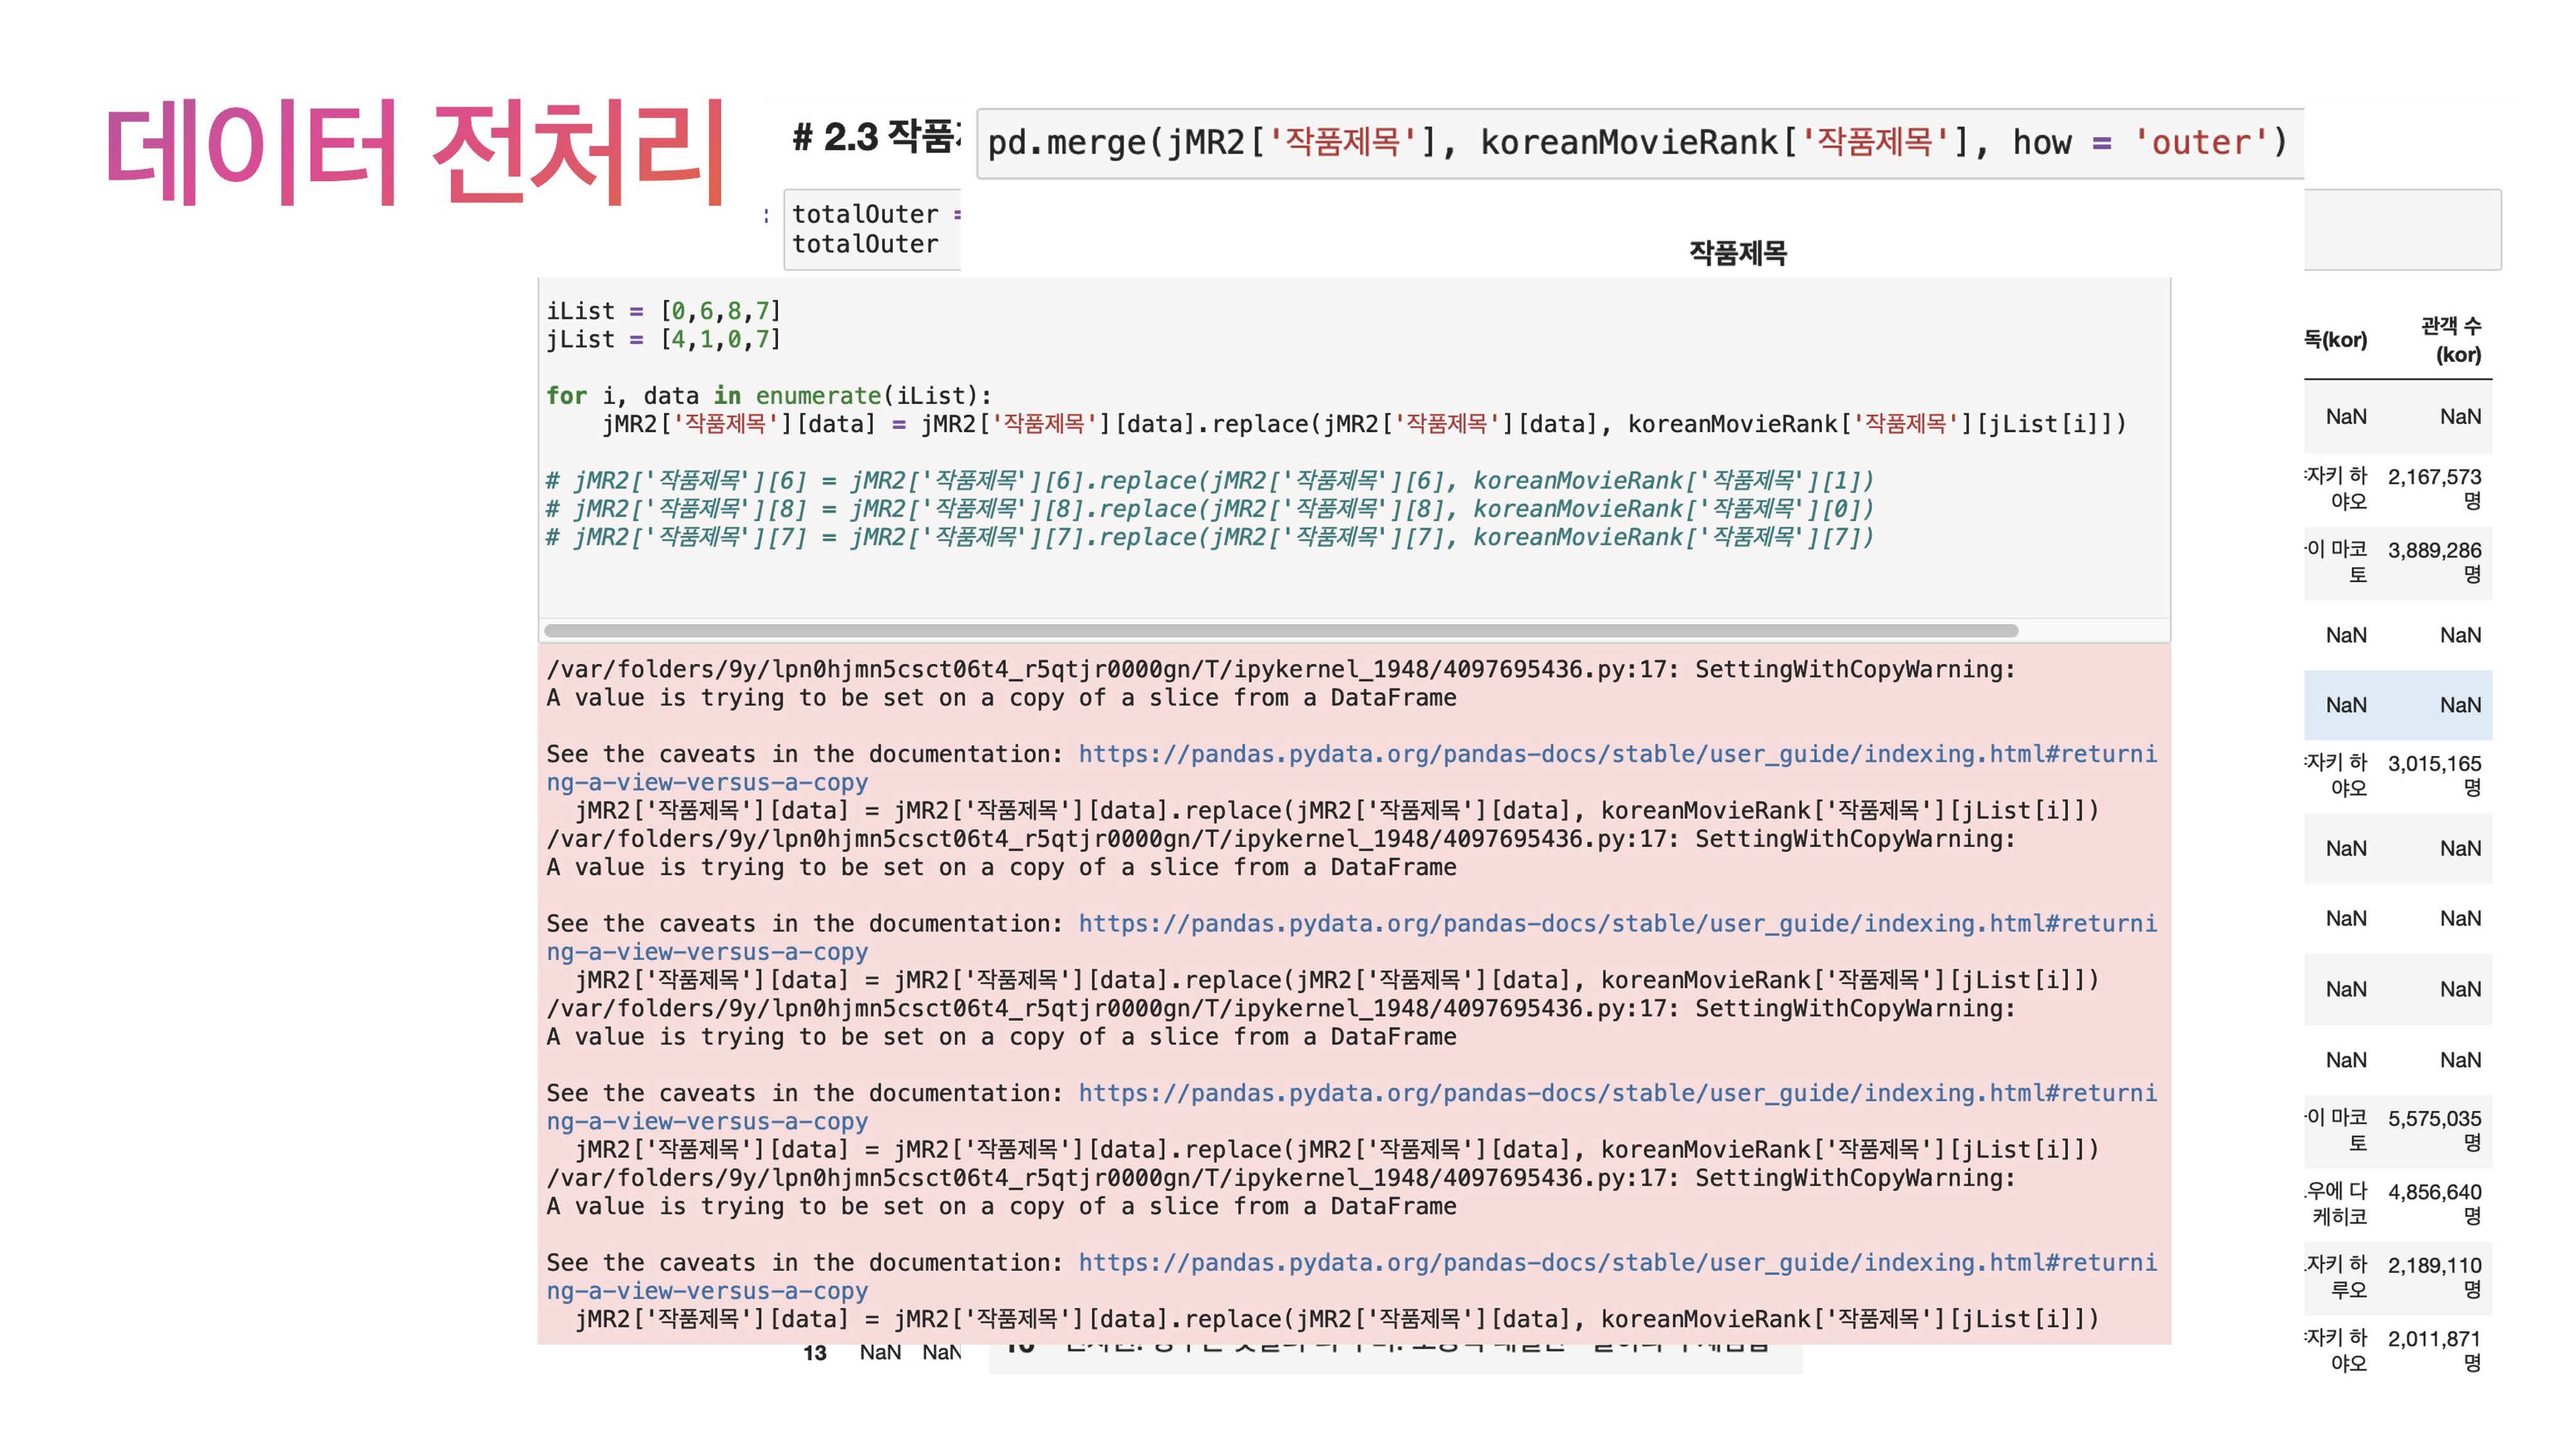 데이터 전처리
# 2.3
pd.merge(jMR2['작품제목'], koreanMovieRank['작품제목'], how = 'outer')
: totalOuter =
totalOuter
작품제목
iList = [0,6,8,7]
jList = [4,1,0,7]
for i, data in enumerate(iList):
    jMR2['작품제목'][data] = jMR2['작품제목'][data].replace(jMR2['작품제목'][data], koreanMovieRank['작품제목'][jList[i]])
# jMR2['작품제목'][6] = jMR2['작품제목'][6].replace(jMR2['작품제목'][6], koreanMovieRank['작품제목'][1])
# jMR2['작품제목'][8] = jMR2['작품제목'][8].replace(jMR2['작품제목'][8], koreanMovieRank['작품제목'][0])
# jMR2['작품제목'][7] = jMR2['작품제목'][7].replace(jMR2['작품제목'][7], koreanMovieRank['작품제목'][7])
/var/folders/9y/lpn0hjmn5csct06t4_r5qtjr0000gn/T/ipykernel_1948/4097695436.py:17: SettingWithCopyWarning:
A value is trying to be set on a copy of a slice from a DataFrame
See the caveats in the documentation: https://pandas.pydata.org/pandas-docs/stable/user_guide/indexing.html#returni
ng-a-view-versus-a-copy
  jMR2['작품제목'][data] = jMR2['작품제목'][data].replace(jMR2['작품제목'][data], koreanMovieRank['작품제목'][jList[i]])
/var/folders/9y/lpn0hjmn5csct06t4_r5qtjr0000gn/T/ipykernel_1948/4097695436.py:17: SettingWithCopyWarning:
A value is trying to be set on a copy of a slice from a DataFrame
See the caveats in the documentation: https://pandas.pydata.org/pandas-docs/stable/user_guide/indexing.html#returni
ng-a-view-versus-a-copy
  jMR2['작품제목'][data] = jMR2['작품제목'][data].replace(jMR2['작품제목'][data], koreanMovieRank['작품제목'][jList[i]])
/var/folders/9y/lpn0hjmn5csct06t4_r5qtjr0000gn/T/ipykernel_1948/4097695436.py:17: SettingWithCopyWarning:
A value is trying to be set on a copy of a slice from a DataFrame
See the caveats in the documentation: https://pandas.pydata.org/pandas-docs/stable/user_guide/indexing.html#returni
ng-a-view-versus-a-copy
  jMR2['작품제목'][data] = jMR2['작품제목'][data].replace(jMR2['작품제목'][data], koreanMovieRank['작품제목'][jList[i]])
/var/folders/9y/lpn0hjmn5csct06t4_r5qtjr0000gn/T/ipykernel_1948/4097695436.py:17: SettingWithCopyWarning:
A value is trying to be set on a copy of a slice from a DataFrame
See the caveats in the documentation: https://pandas.pydata.org/pandas-docs/stable/user_guide/indexing.html#returni
ng-a-view-versus-a-copy
  jMR2['작품제목'][data] = jMR2['작품제목'][data].replace(jMR2['작품제목'][data], koreanMovieRank['작품제목'][jList[i]])
13 NaN NaN
독(kor) 관객 수
(kor)
NaN NaN
자키 하 2,167,573
야오 명
이 마코 3,889,286
토 명
NaN NaN
NaN NaN
자키 하 3,015,165
야오 명
NaN NaN
NaN NaN
NaN NaN
NaN NaN
이 마코 5,575,035
토 명
우에 다 4,856,640
케히코 명
자키 하 2,189,110
루오 명
자키 하 2,011,871
야오 명